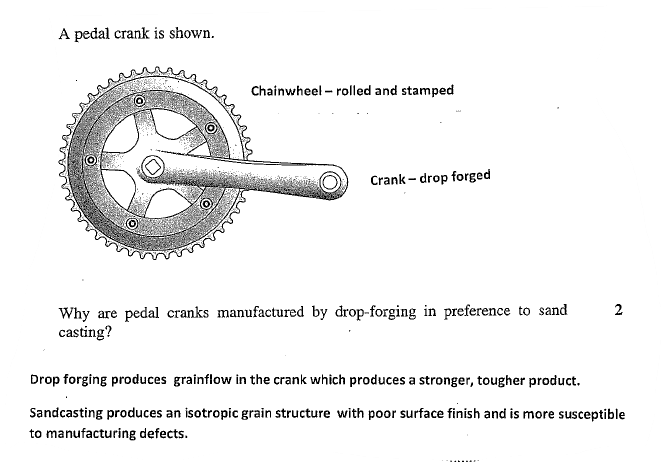 A pedal crank is shown.
Chainwheel – rolled and stamped
Crank – drop forged
Why are pedal cranks manufactured by drop-forging in preference to sand 2
casting?
Drop forging produces grainflow in the crank which produces a stronger, tougher product.
Sandcasting produces an isotropic grain structure with poor surface finish and is more susceptible
to manufacturing defects.